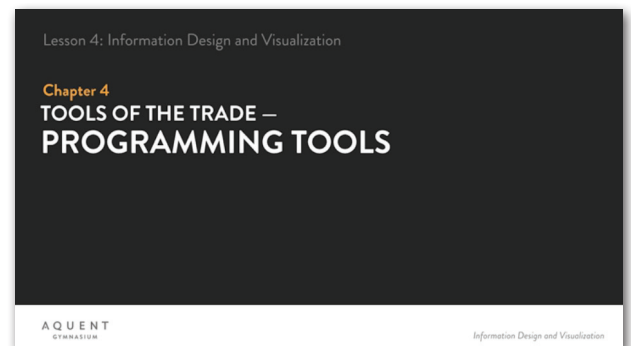 Lesson 4: Information Design and Visualization
Chapter 4
TOOLS OF THE TRADE —
PROGRAMMING TOOLS
AQUENT
GYMNASIUM
Information Design and Visualization